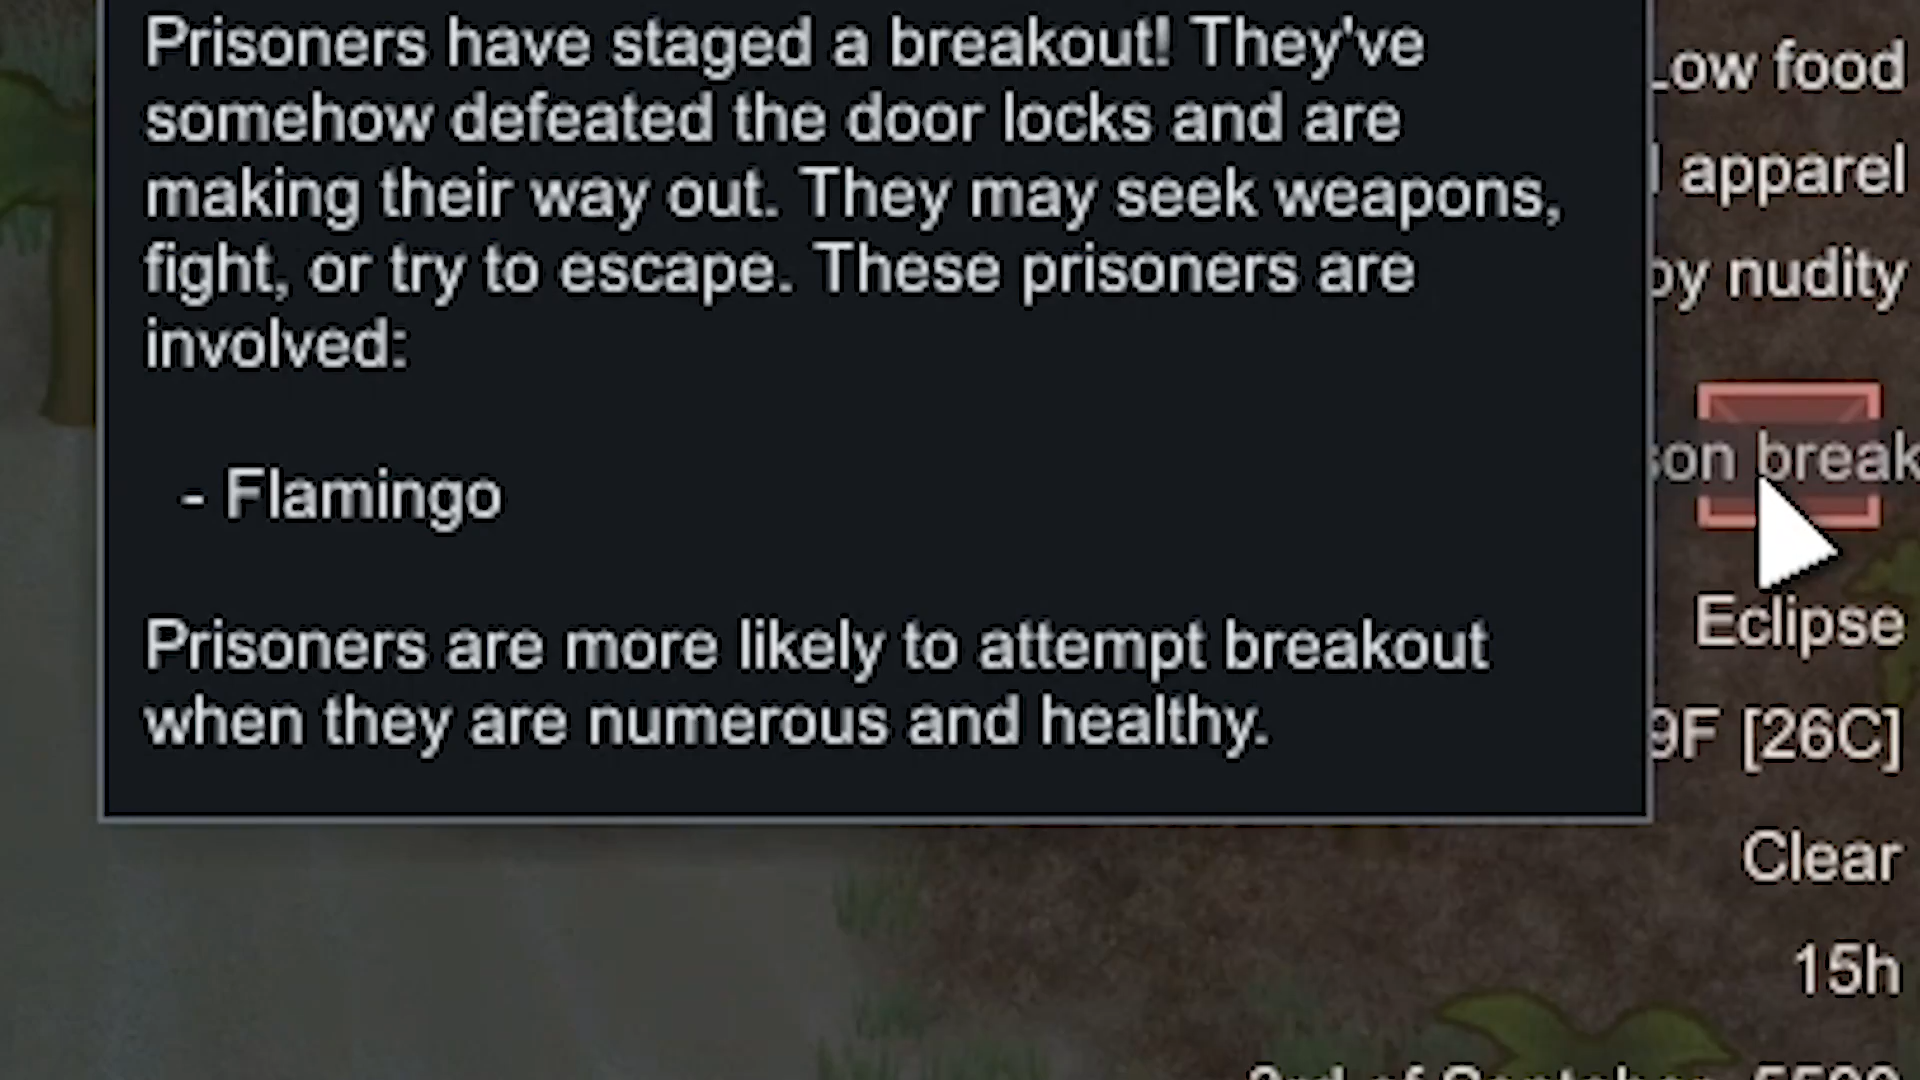 Prisoners have staged a breakout! They've
somehow defeated the door locks and are
making their way out. They may seek weapons,
fight, or try to escape. These prisoners are
involved:
- Flamingo
Prisoners are more likely to attempt breakout
when they are numerous and healthy.
Low food
apparel
by nudity
son break
Eclipse
9F [26C]
Clear
15h